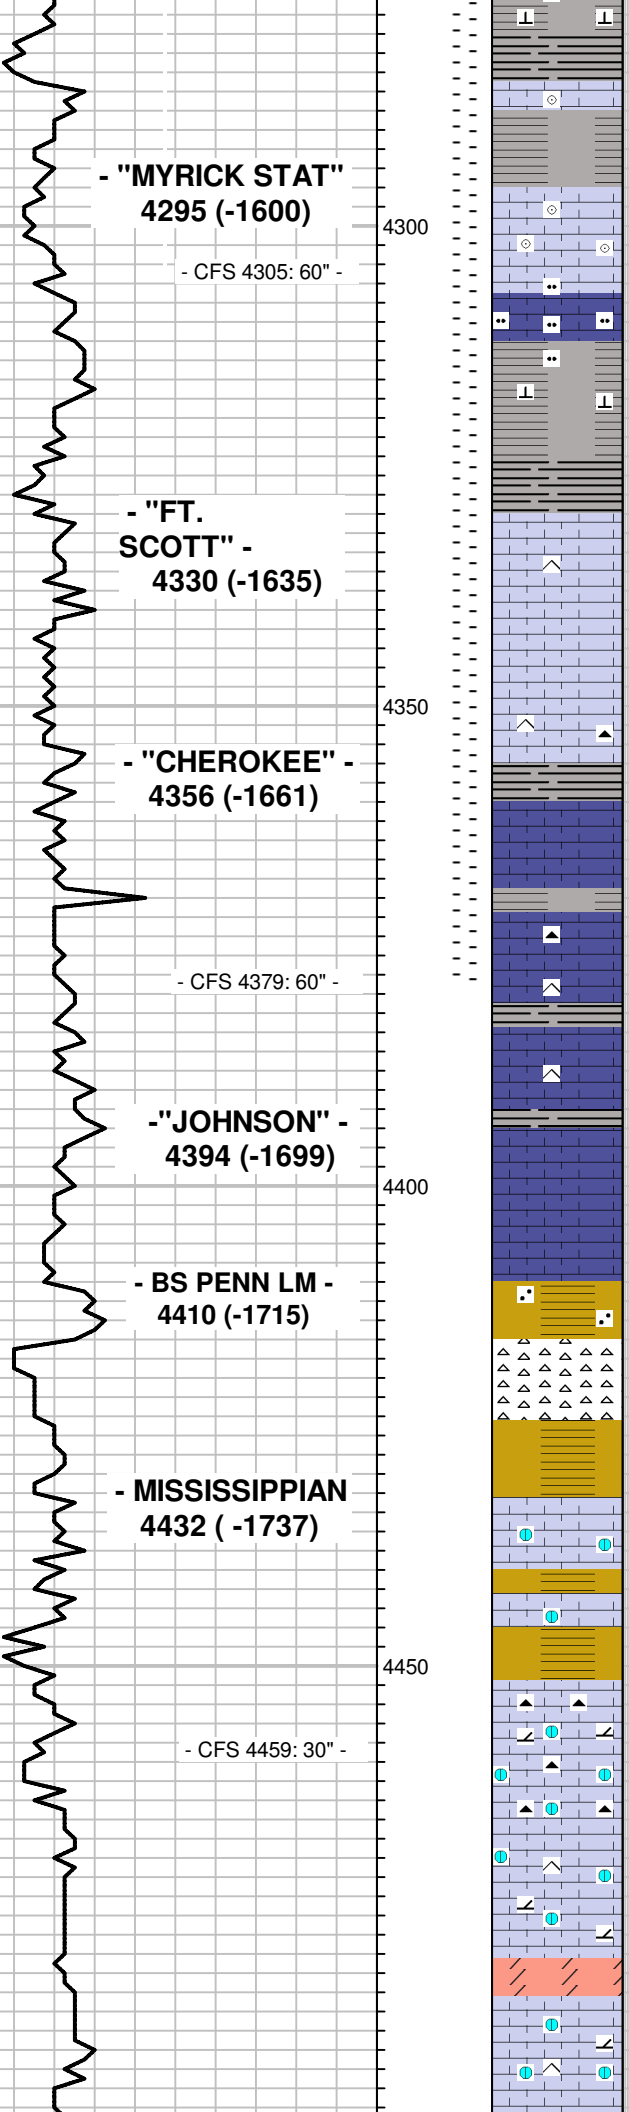 - "MYRICK STAT"
4295 (-1600)
4300
- CFS 4305: 60" -
- "FT.
SCOTT" -
4330 (-1635)
4350
- "CHEROKEE" -
4356 (-1661)
- CFS 4379: 60" -
-"JOHNSON" -
4394 (-1699)
4400
- BS PENN LM -
4410 (-1715)
- MISSISSIPPIAN
4432 ( -1737)
4450
- CFS 4459: 30" -